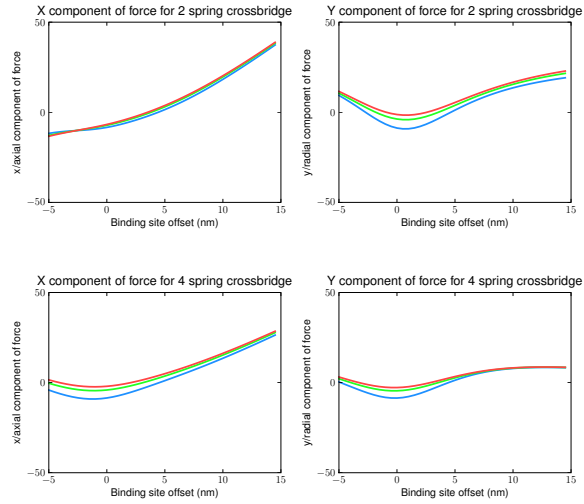 X component of force for 2 spring crossbridge
50
0
−50
x/axial component of force
−5 0 5 10 15
Binding site offset (nm)
Y component of force for 2 spring crossbridge
50
0
−50
y/radial component of force
−5 0 5 10 15
Binding site offset (nm)
X component of force for 4 spring crossbridge
50
0
−50
x/axial component of force
−5 0 5 10 15
Binding site offset (nm)
Y component of force for 4 spring crossbridge
50
0
−50
y/radial component of force
−5 0 5 10 15
Binding site offset (nm)